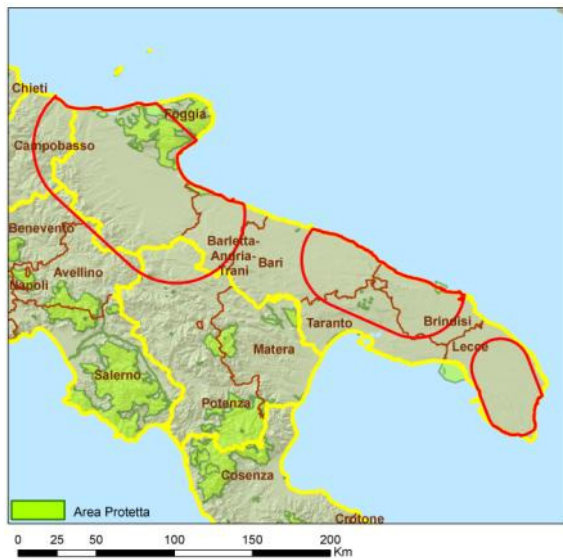 Chieti
Foggia
Campobasso
Benevento
Barletta-
Andria-
Trani
Bari
Avellino
Napoli
Taranto
Brindisi
Lecce
Matera
Salerno
Potenza
Cosenza
Area Protetta
Crotone
0 25 50 100 150 200
Km